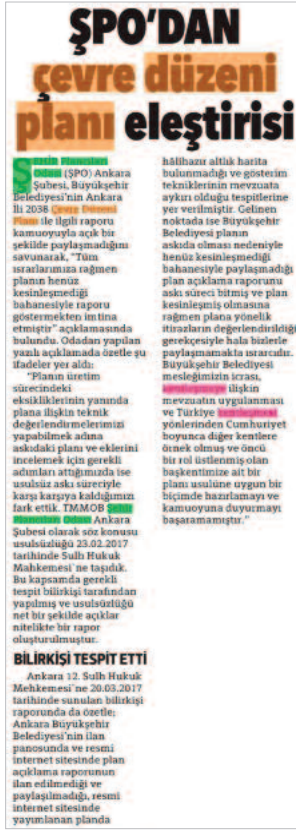 ŞPO'DAN
çevre düzeni
planı eleştirisi
ŞEHİR Plancıları
Odası (ŞPO) Ankara
Şubesi, Büyükşehir
Belediyesi'nin Ankara
İli 2038 Çevre Düzeni
Planı ile ilgili raporu
kamuoyuyla açık bir
şekilde paylaşmadığını
savunarak, "Tüm
ısrarlarımıza rağmen
planın henüz
kesinleşmediği
bahanesiyle raporu
göstermekten imtina
etmiştir" açıklamasında
bulundu. Odadan yapılan
yazılı açıklamada özetle şu
ifadeler yer aldı:
"Planın üretim
sürecindeki
eksikliklerinin yanında
plana ilişkin teknik
değerlendirmelerimizi
yapabilmek adına
askıdaki planı ve eklerini
incelemek için gerekli
adımları attığımızda ise
usulsüz askı süreciyle
karşı karşıya kaldığımızı
fark ettik. TMMOB Şehir
Plancıları Odası Ankara
Şubesi olarak söz konusu
usulsüzlüğü 23.02.2017
tarihinde Sulh Hukuk
Mahkemesi'ne taşıdık.
Bu kapsamda gerekli
tespit bilirkişi tarafından
yapılmış ve usulsüzlüğü
net bir şekilde açıklar
nitelikte bir rapor
oluşturulmuştur.
BİLİRKİŞİ TESPİT ETTİ
Ankara 12. Sulh Hukuk
Mehkemesi'ne 20.03.2017
tarihinde sunulan bilirkişi
raporunda da özetle;
Ankara Büyükşehir
Belediyesi'nin ilan
panosunda ve resmi
internet sitesinde plan
açıklama raporunun
ilan edilmediği ve
paylaşılmadığı, resmi
internet sitesinde
yayımlanan planda
hâlihazır altlık harita
bulunmadığı ve gösterim
tekniklerinin mevzuata
aykırı olduğu tespitlerine
yer verilmiştir. Gelinen
noktada ise Büyükşehir
Belediyesi planın
askıda olması nedeniyle
henüz kesinleşmediği
bahanesiyle paylaşmadığı
plan açıklama raporunu
askı süreci bitmiş ve plan
kesinleşmiş olmasına
rağmen plana yönelik
itirazların değerlendirildiği
gerekçesiyle hala bizlerle
paylaşmamakta ısrarcıdır.
Büyükşehir Belediyesi
mesleğimizin icrası,
kentleşmeye ilişkin
mevzuatın uygulanması
ve Türkiye kentleşmesi
yönlerinden Cumhuriyet
boyunca diğer kentlere
örnek olmuş ve öncü
bir rol üstlenmiş olan
başkentimize ait bir
planı usulüne uygun bir
biçimde hazırlamayı ve
kamuoyuna duyurmayı
başaramamıştır."